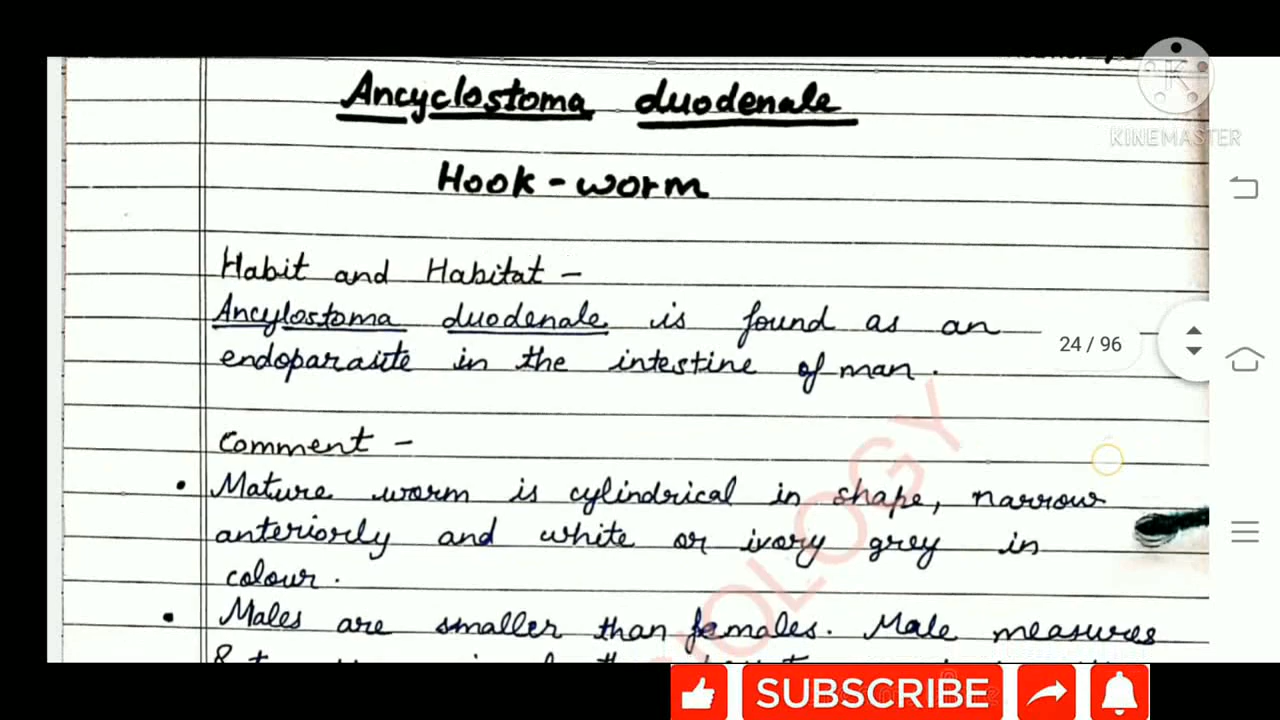 Ancyclostoma duodenale
KINEMASTER
Hook-worm
Habit and Habitat -
Ancylostoma duodenale is found as an
endoparasite in the intestine of man.
24 / 96
Comment -
• Mature worm is cylindrical in shape, narrow
anteriorly and white or ivory grey in
colour.
• Males are smaller than females. Male measures
OLOGY
SUBSCRIBE